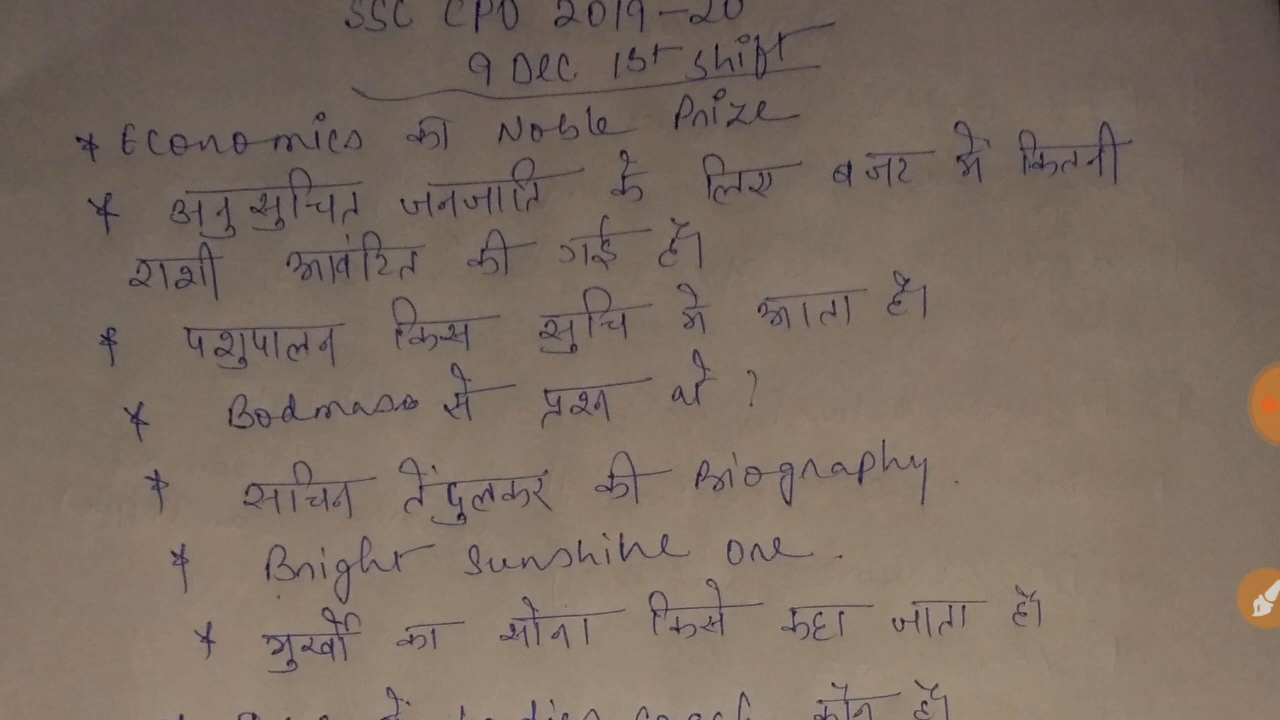 SSC CPO 2019-20
9 Dec 1st Shift
* Economics का Noble Prize
* अनुसुचित जनजाति के लिए बजट मे कितनी
राशी आवंटित की गई है।
* पशुपालन किस सुचि मे आता है।
* Bodmass से प्रश्न थे ?
* सचिन तेंदुलकर की Biography.
* Bright Sunshine one.
* मुर्खो का सोना किसे कहा जाता है।
कौन है।